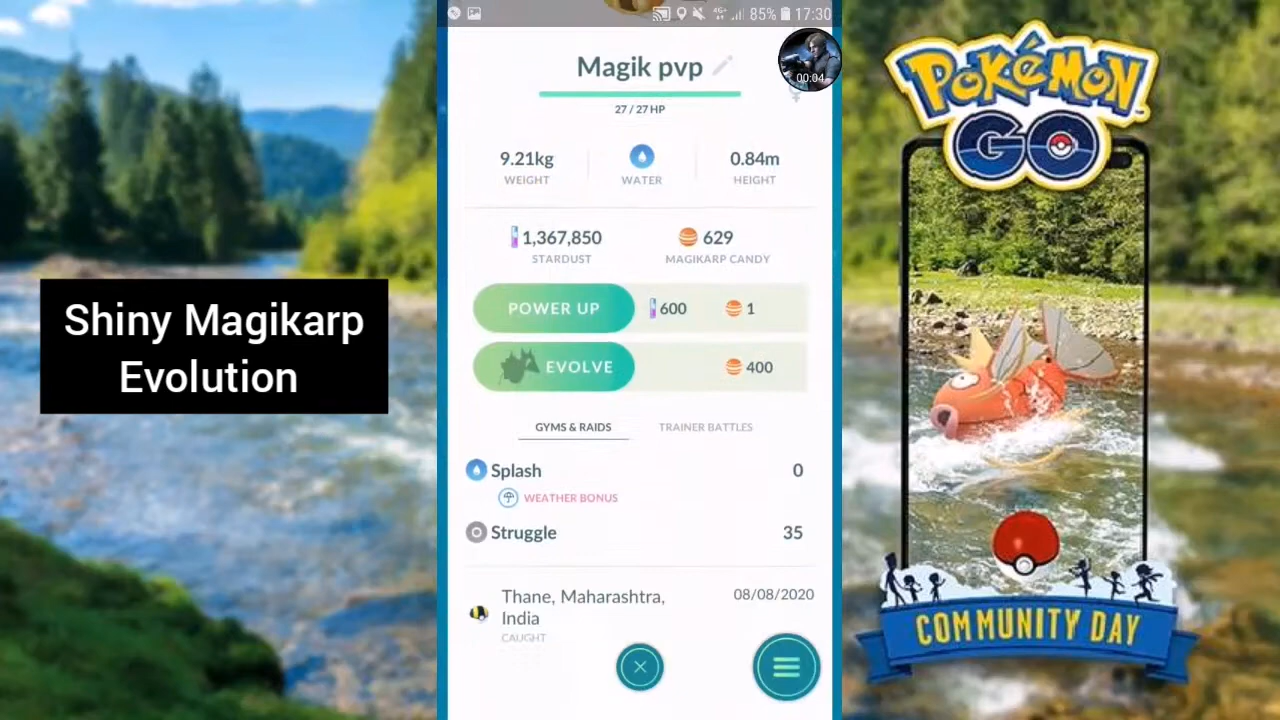 85% 17:30
Magik pvp
00:04
27 / 27 HP
9.21kg
WEIGHT
WATER
0.84m
HEIGHT
1,367,850
STARDUST
629
MAGIKARP CANDY
POWER UP 600 1
EVOLVE 400
GYMS & RAIDS TRAINER BATTLES
Splash 0
WEATHER BONUS
Struggle 35
Thane, Maharashtra,
India
CAUGHT
08/08/2020
Shiny Magikarp
Evolution
POKÉMON
GO
COMMUNITY DAY